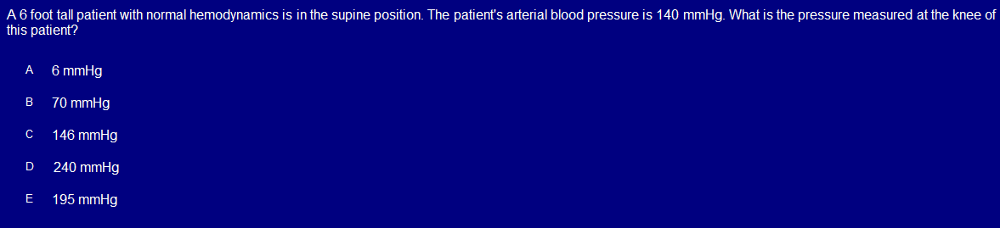 A 6 foot tall patient with normal hemodynamics is in the supine position. The patient's arterial blood pressure is 140 mmHg. What is the pressure measured at the knee of
this patient?
A 6 mmHg
B 70 mmHg
C 146 mmHg
D 240 mmHg
E 195 mmHg